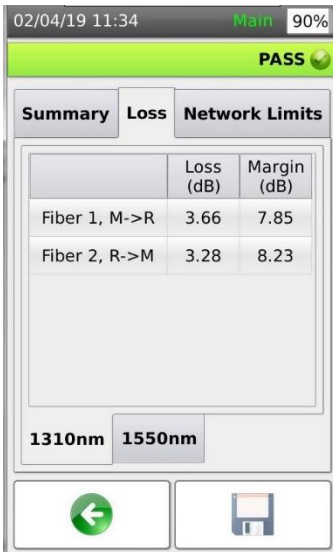 02/04/19 11:34 Main 90%
PASS
Summary Loss Network Limits
Loss (dB) Margin (dB)
Fiber 1, M->R 3.66 7.85
Fiber 2, R->M 3.28 8.23
1310nm 1550nm